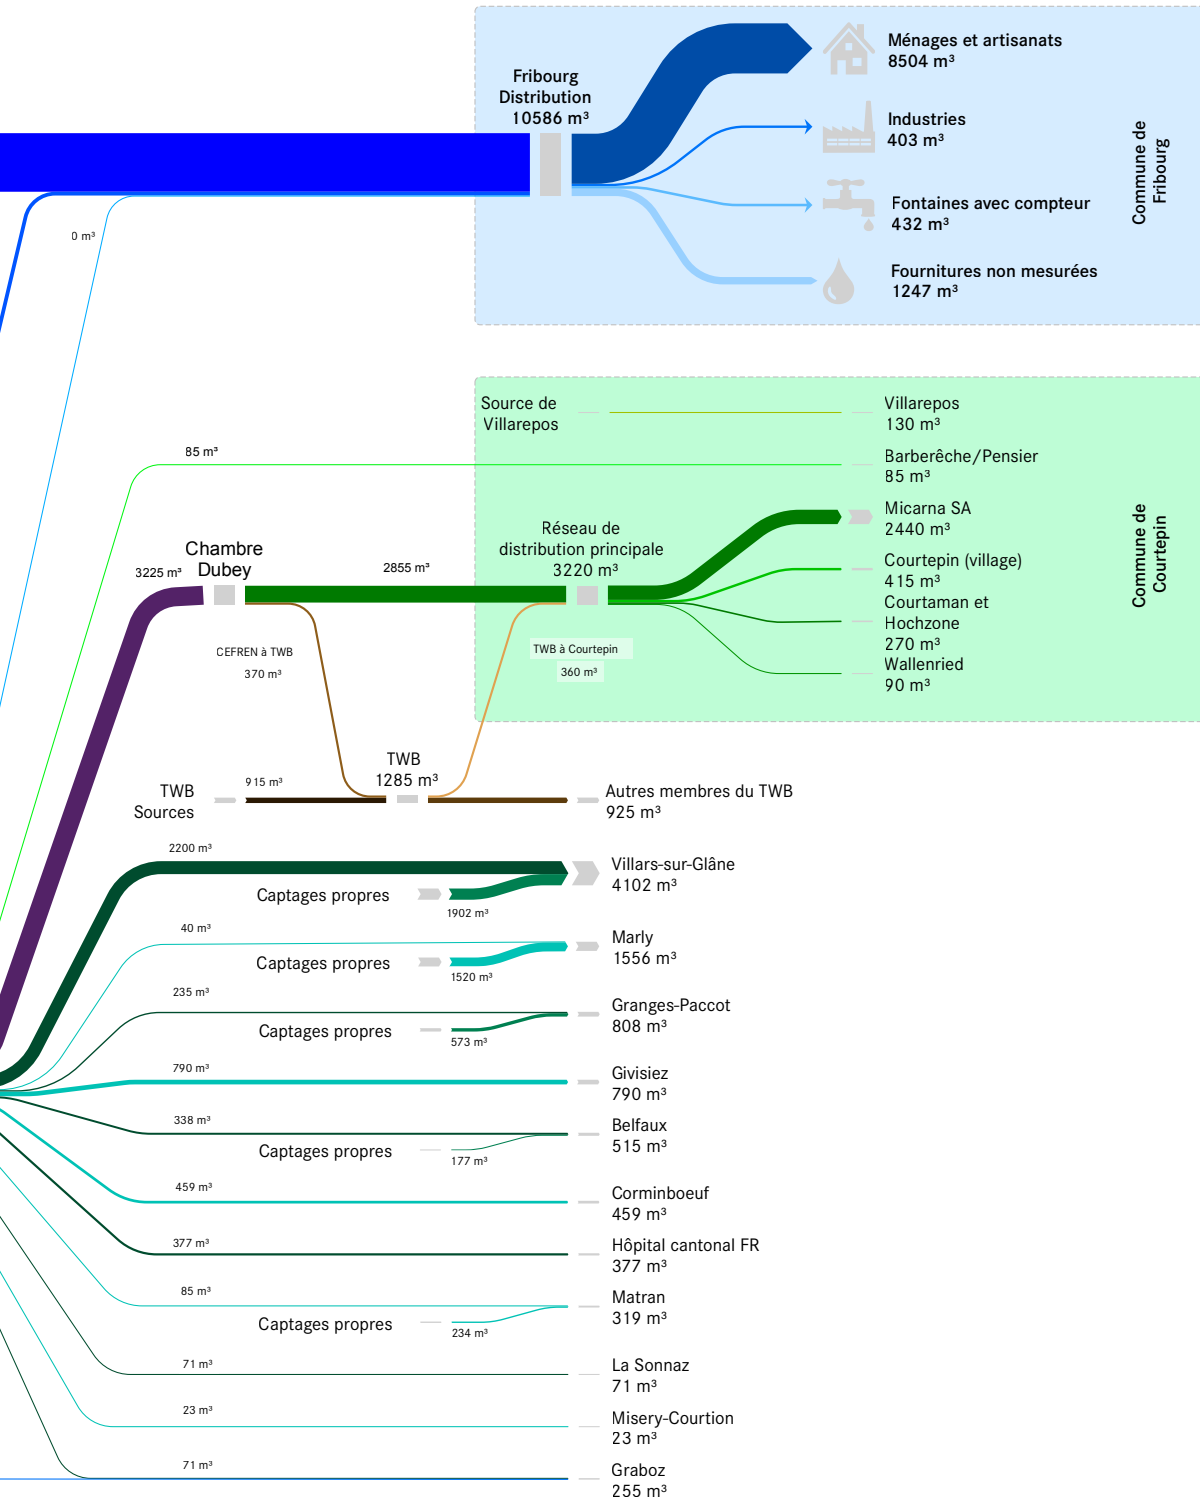 Fribourg
Distribution
10586 m³
Ménages et artisanats
8504 m³
Industries
403 m³
Fontaines avec compteur
432 m³
Fournitures non mesurées
1247 m³
Commune de
Fribourg
0 m³
Source de
Villarepos
Villarepos
130 m³
85 m³
Barberêche/Pensier
85 m³
Micarna SA
2440 m³
Réseau de
distribution principale
3220 m³
Chambre
Dubey
3225 m³
2855 m³
Courtepin (village)
415 m³
Courtaman et
Hochzone
270 m³
Wallenried
90 m³
Commune de
Courtepin
CEFREN à TWB
370 m³
TWB à Courtepin
360 m³
TWB
1285 m³
TWB
Sources
915 m³
Autres membres du TWB
925 m³
2200 m³
Villars-sur-Glâne
4102 m³
Captages propres
1902 m³
40 m³
Marly
1556 m³
Captages propres
1520 m³
235 m³
Granges-Paccot
808 m³
Captages propres
573 m³
790 m³
Givisiez
790 m³
338 m³
Belfaux
515 m³
Captages propres
177 m³
459 m³
Corminboeuf
459 m³
377 m³
Hôpital cantonal FR
377 m³
85 m³
Matran
319 m³
Captages propres
234 m³
71 m³
La Sonnaz
71 m³
23 m³
Misery-Courtion
23 m³
71 m³
Graboz
255 m³